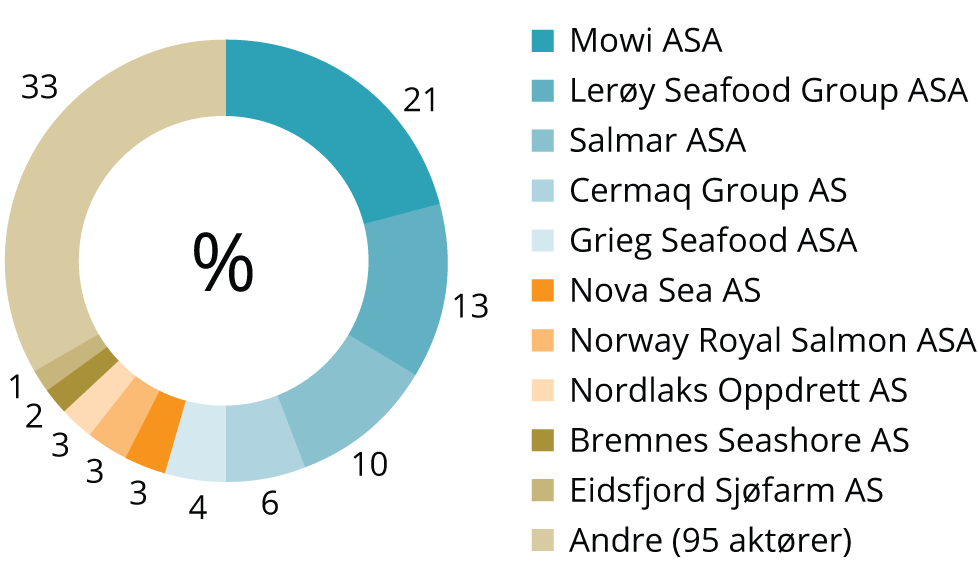 33
21
13
10
6
4
3
3
3
2
1
%
Mowi ASA
Lerøy Seafood Group ASA
Salmar ASA
Cermaq Group AS
Grieg Seafood ASA
Nova Sea AS
Norway Royal Salmon ASA
Nordlaks Oppdrett AS
Bremnes Seashore AS
Eidsfjord Sjøfarm AS
Andre (95 aktører)